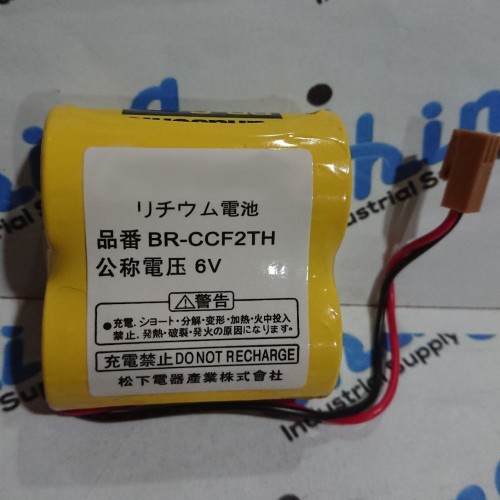 リチウム電池
品番 BR-CCF2TH
公称電圧 6V
⚠警告
●充電、ショート・分解・変形・加熱・火中投入
禁止。発熱・破裂・発火の原因になります。
充電禁止 DO NOT RECHARGE
松下電器産業株式会社
Industrial Supply